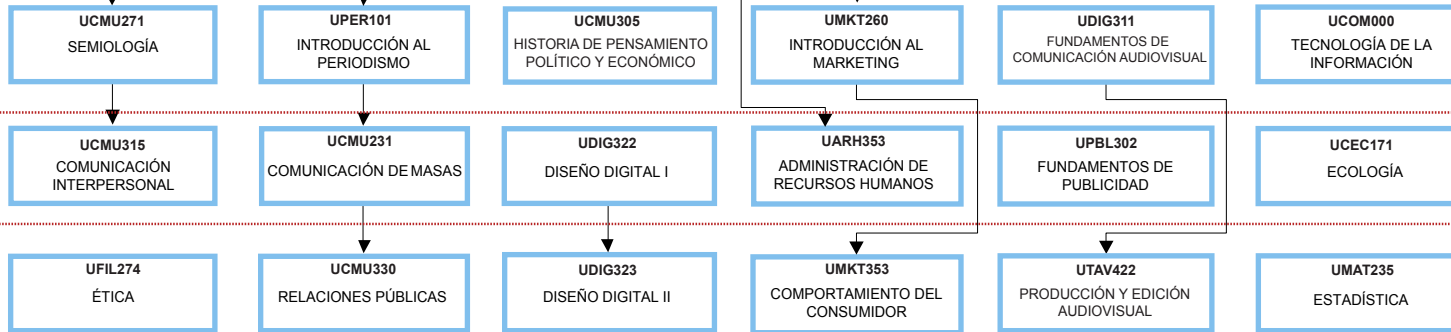 UCMU271
SEMIOLOGÍA
UPER101
INTRODUCCIÓN AL
PERIODISMO
UCMU305
HISTORIA DE PENSAMIENTO
POLÍTICO Y ECONÓMICO
UMKT260
INTRODUCCIÓN AL
MARKETING
UDIG311
FUNDAMENTOS DE
COMUNICACIÓN AUDIOVISUAL
UCOM000
TECNOLOGÍA DE LA
INFORMACIÓN
UCMU315
COMUNICACIÓN
INTERPERSONAL
UCMU231
COMUNICACIÓN DE MASAS
UDIG322
DISEÑO DIGITAL I
UARH353
ADMINISTRACIÓN DE
RECURSOS HUMANOS
UPBL302
FUNDAMENTOS DE
PUBLICIDAD
UCEC171
ECOLOGÍA
UFIL274
ÉTICA
UCMU330
RELACIONES PÚBLICAS
UDIG323
DISEÑO DIGITAL II
UMKT353
COMPORTAMIENTO DEL
CONSUMIDOR
UTAV422
PRODUCCIÓN Y EDICIÓN
AUDIOVISUAL
UMAT235
ESTADÍSTICA